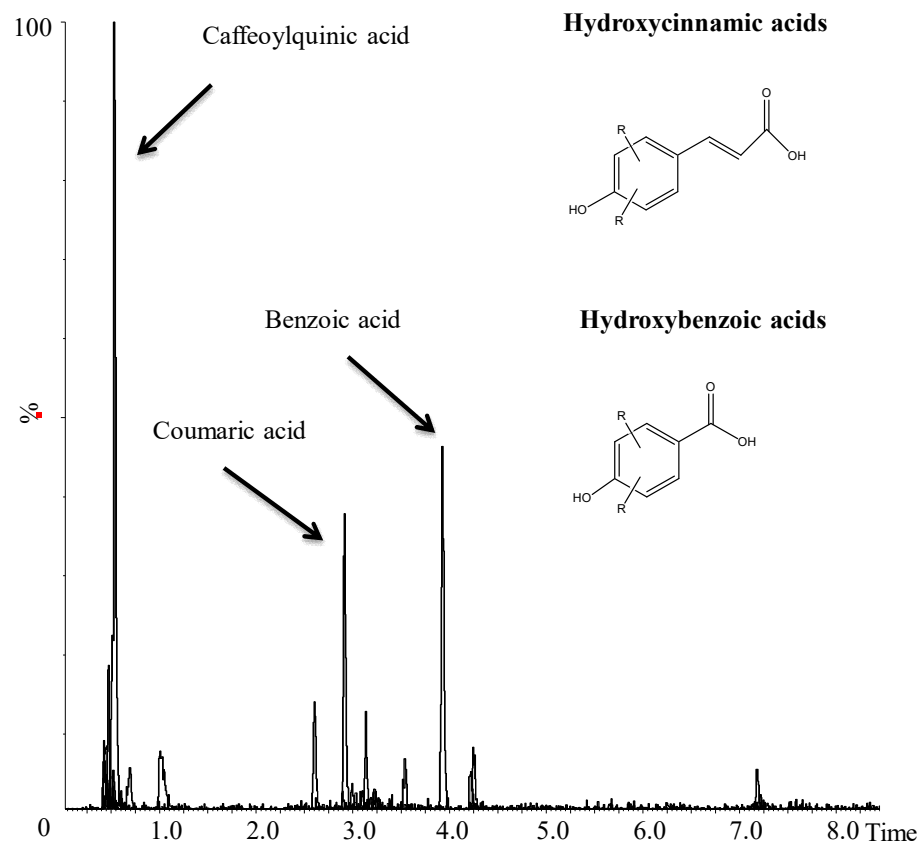 100
Caffeoylquinic acid
Hydroxycinnamic acids
O
R
OH
HO
R
Benzoic acid
Hydroxybenzoic acids
O
R
OH
Coumaric acid
HO
R
%
0 1.0 2.0 3.0 4.0 5.0 6.0 7.0 8.0 Time